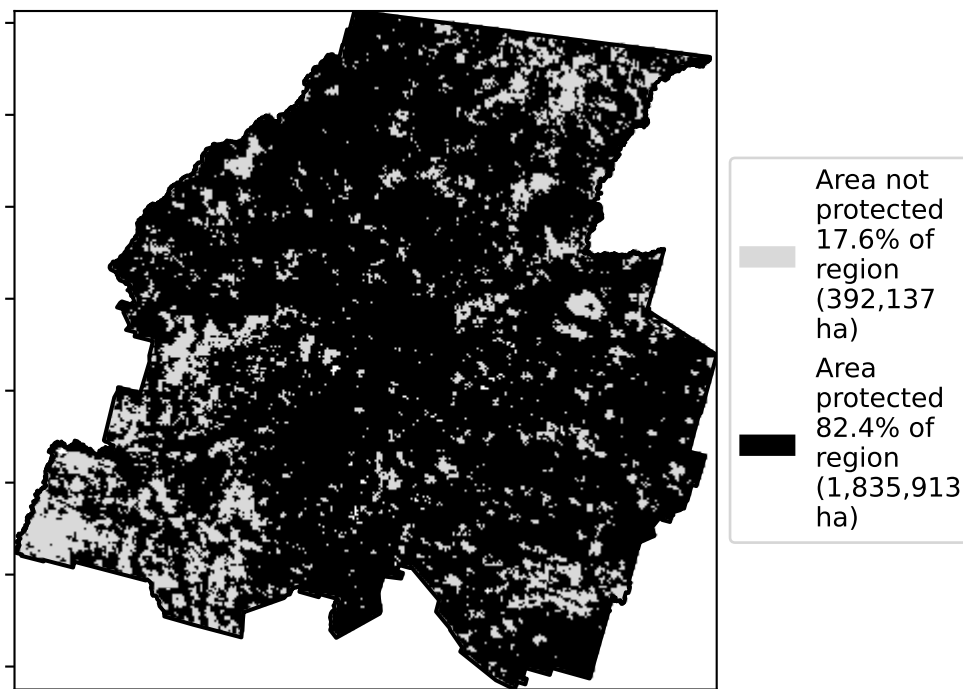 Area not
protected
17.6% of
region
(392,137
ha)
Area
protected
82.4% of
region
(1,835,913
ha)